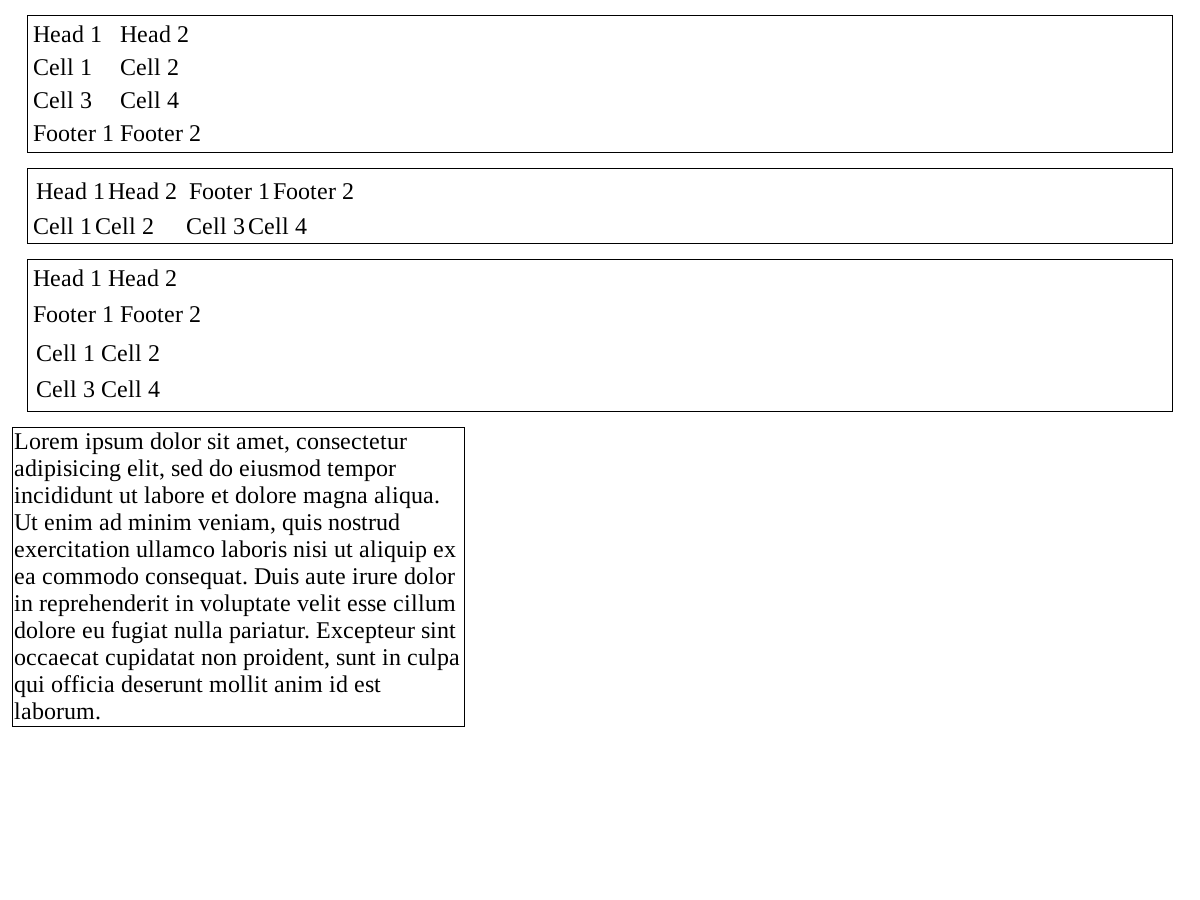 Head 1 Head 2
Cell 1 Cell 2
Cell 3 Cell 4
Footer 1 Footer 2
Head 1 Head 2 Footer 1 Footer 2
Cell 1 Cell 2 Cell 3 Cell 4
Head 1 Head 2
Footer 1 Footer 2
Cell 1 Cell 2
Cell 3 Cell 4
Lorem ipsum dolor sit amet, consectetur
adipisicing elit, sed do eiusmod tempor
incididunt ut labore et dolore magna aliqua.
Ut enim ad minim veniam, quis nostrud
exercitation ullamco laboris nisi ut aliquip ex
ea commodo consequat. Duis aute irure dolor
in reprehenderit in voluptate velit esse cillum
dolore eu fugiat nulla pariatur. Excepteur sint
occaecat cupidatat non proident, sunt in culpa
qui officia deserunt mollit anim id est
laborum.